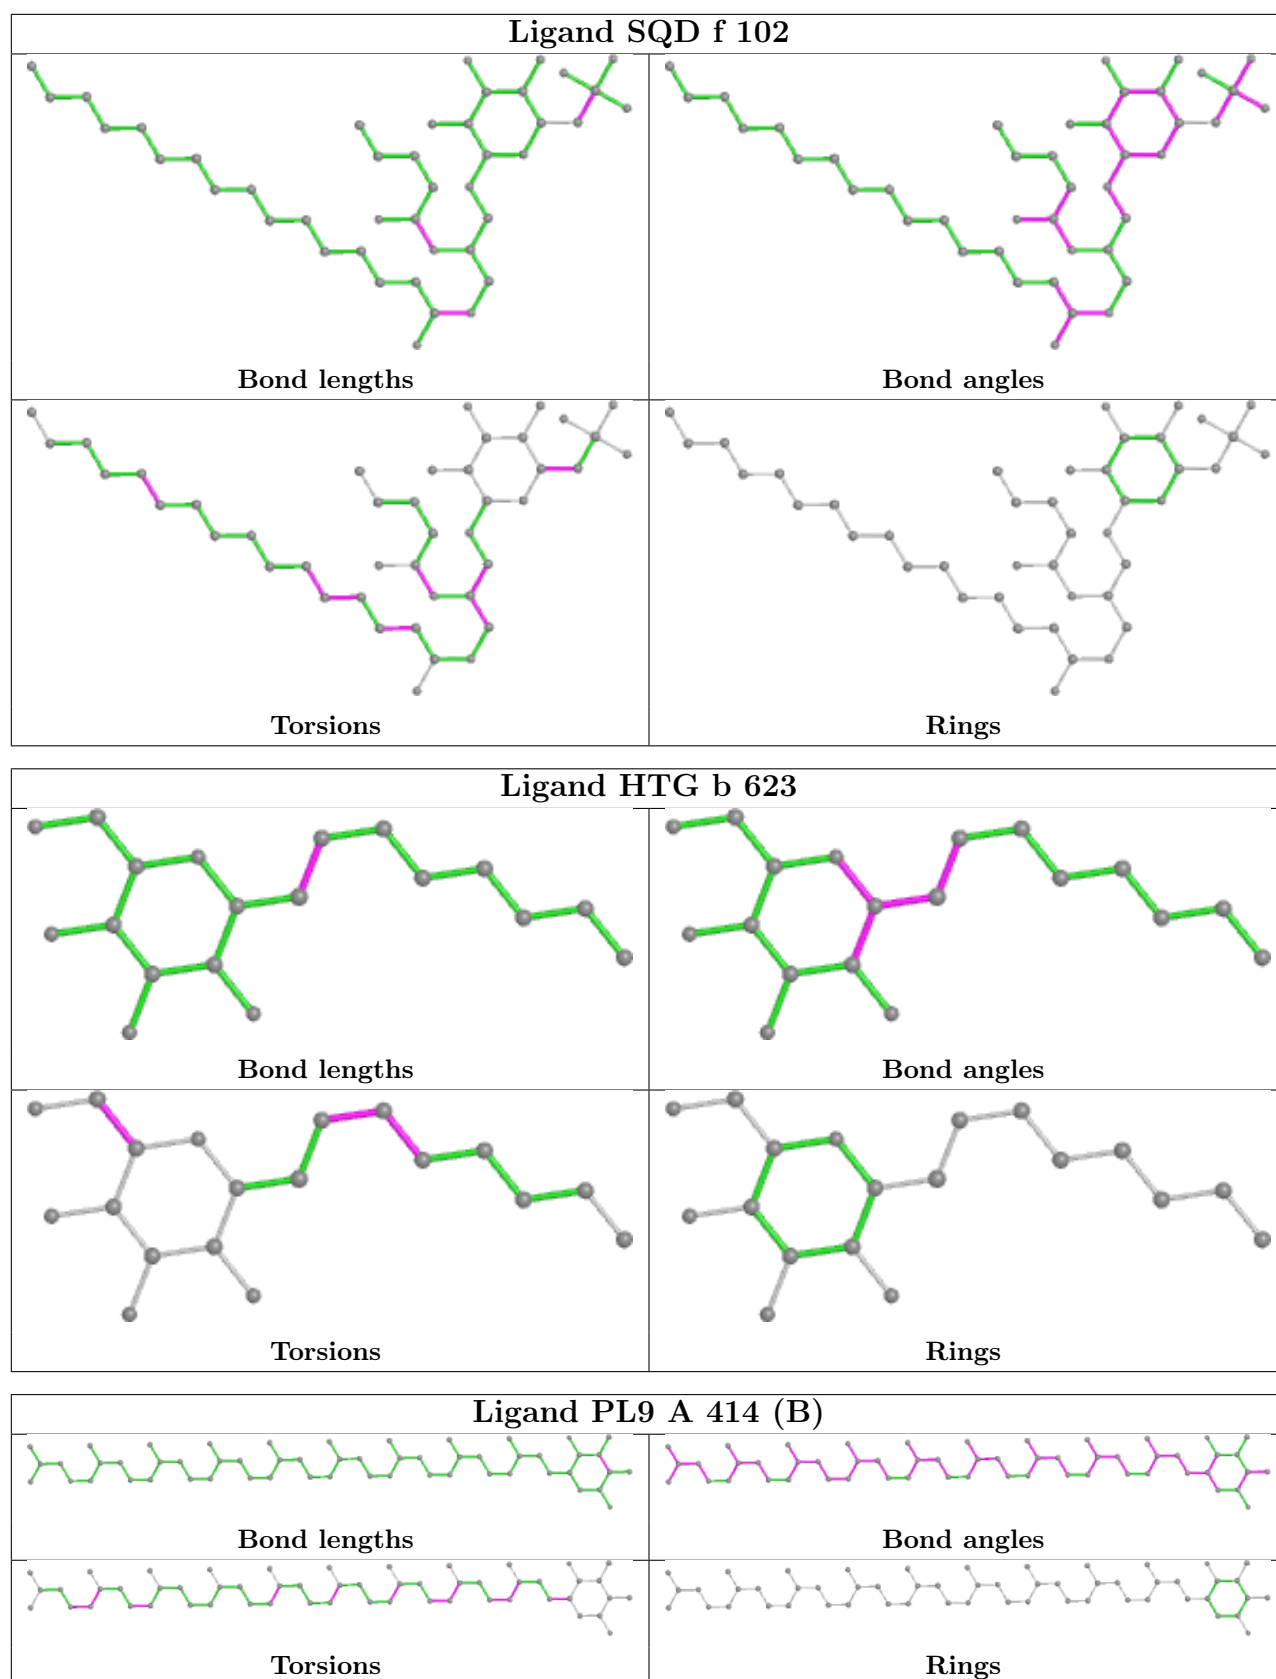 Ligand SQD f 102
Bond lengths
Bond angles
Torsions
Rings
Ligand HTG b 623
Bond lengths
Bond angles
Torsions
Rings
Ligand PL9 A 414 (B)
Bond lengths
Bond angles
Torsions
Rings